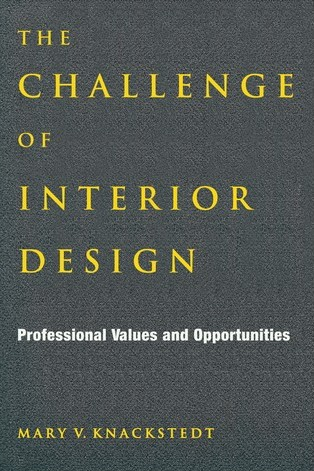 THE
CHALLENGE
OF
INTERIOR
DESIGN
Professional Values and Opportunities
MARY V. KNACKSTEDT